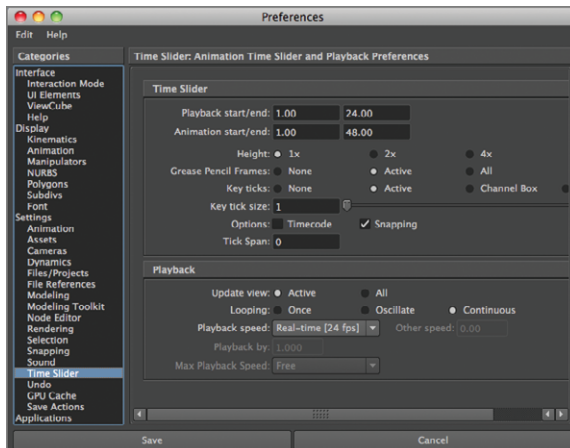 Preferences
Edit Help
Categories
Interface
Interaction Mode
UI Elements
ViewCube
Help
Display
Kinematics
Animation
Manipulators
NURBS
Polygons
Subdivs
Font
Settings
Animation
Assets
Cameras
Dynamics
Files/Projects
File References
Modeling
Modeling Toolkit
Node Editor
Rendering
Selection
Snapping
Sound
Time Slider
Undo
GPU Cache
Save Actions
Applications
Time Slider: Animation Time Slider and Playback Preferences
Time Slider
Playback start/end: 1.00 24.00
Animation start/end: 1.00 48.00
Height: 1x 2x 4x
Grease Pencil Frames: None Active All
Key ticks: None Active Channel Box
Key tick size: 1
Options: Timecode Snapping
Tick Span: 0
Playback
Update view: Active All
Looping: Once Oscillate Continuous
Playback speed: Real-time [24 fps] Other speed: 0.00
Playback by: 1.000
Max Playback Speed: Free
Save Cancel